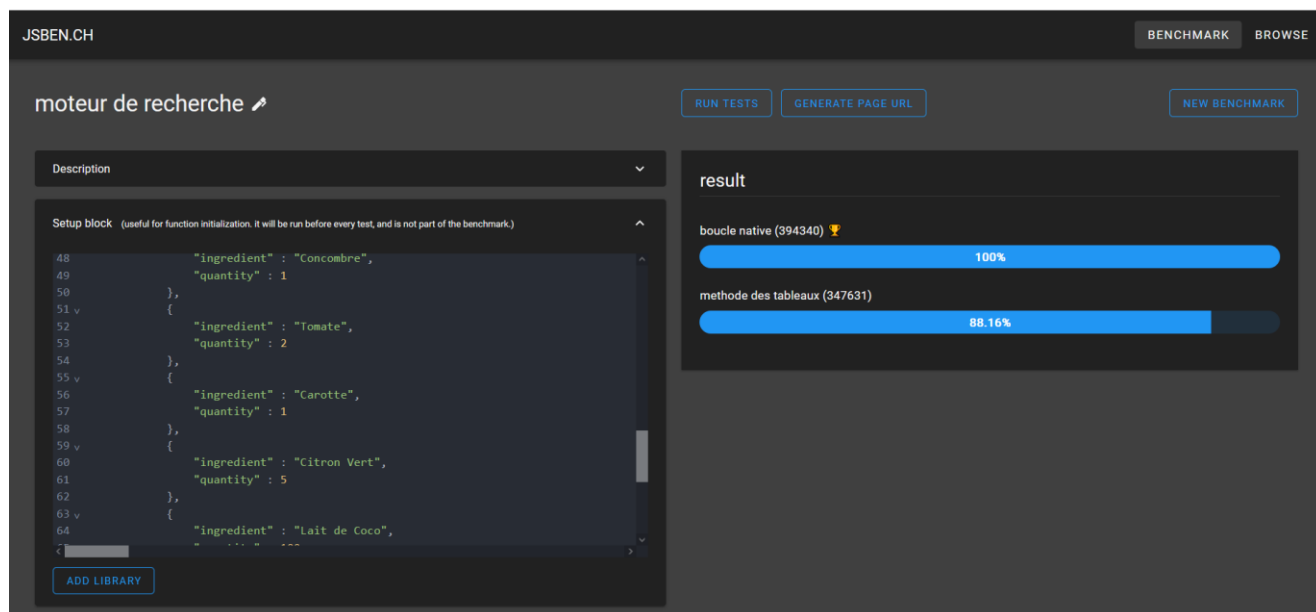 JSBEN.CH
BENCHMARK BROWSE
moteur de recherche
RUN TESTS GENERATE PAGE URL NEW BENCHMARK
Description
Setup block (useful for function initialization. it will be run before every test, and is not part of the benchmark.)
48 "ingredient" : "Concombre",
49 "quantity" : 1
50 },
51 {
52 "ingredient" : "Tomate",
53 "quantity" : 2
54 },
55 {
56 "ingredient" : "Carotte",
57 "quantity" : 1
58 },
59 {
60 "ingredient" : "Citron Vert",
61 "quantity" : 5
62 },
63 {
64 "ingredient" : "Lait de Coco",
ADD LIBRARY
result
boucle native (394340)
100%
methode des tableaux (347631)
88.16%